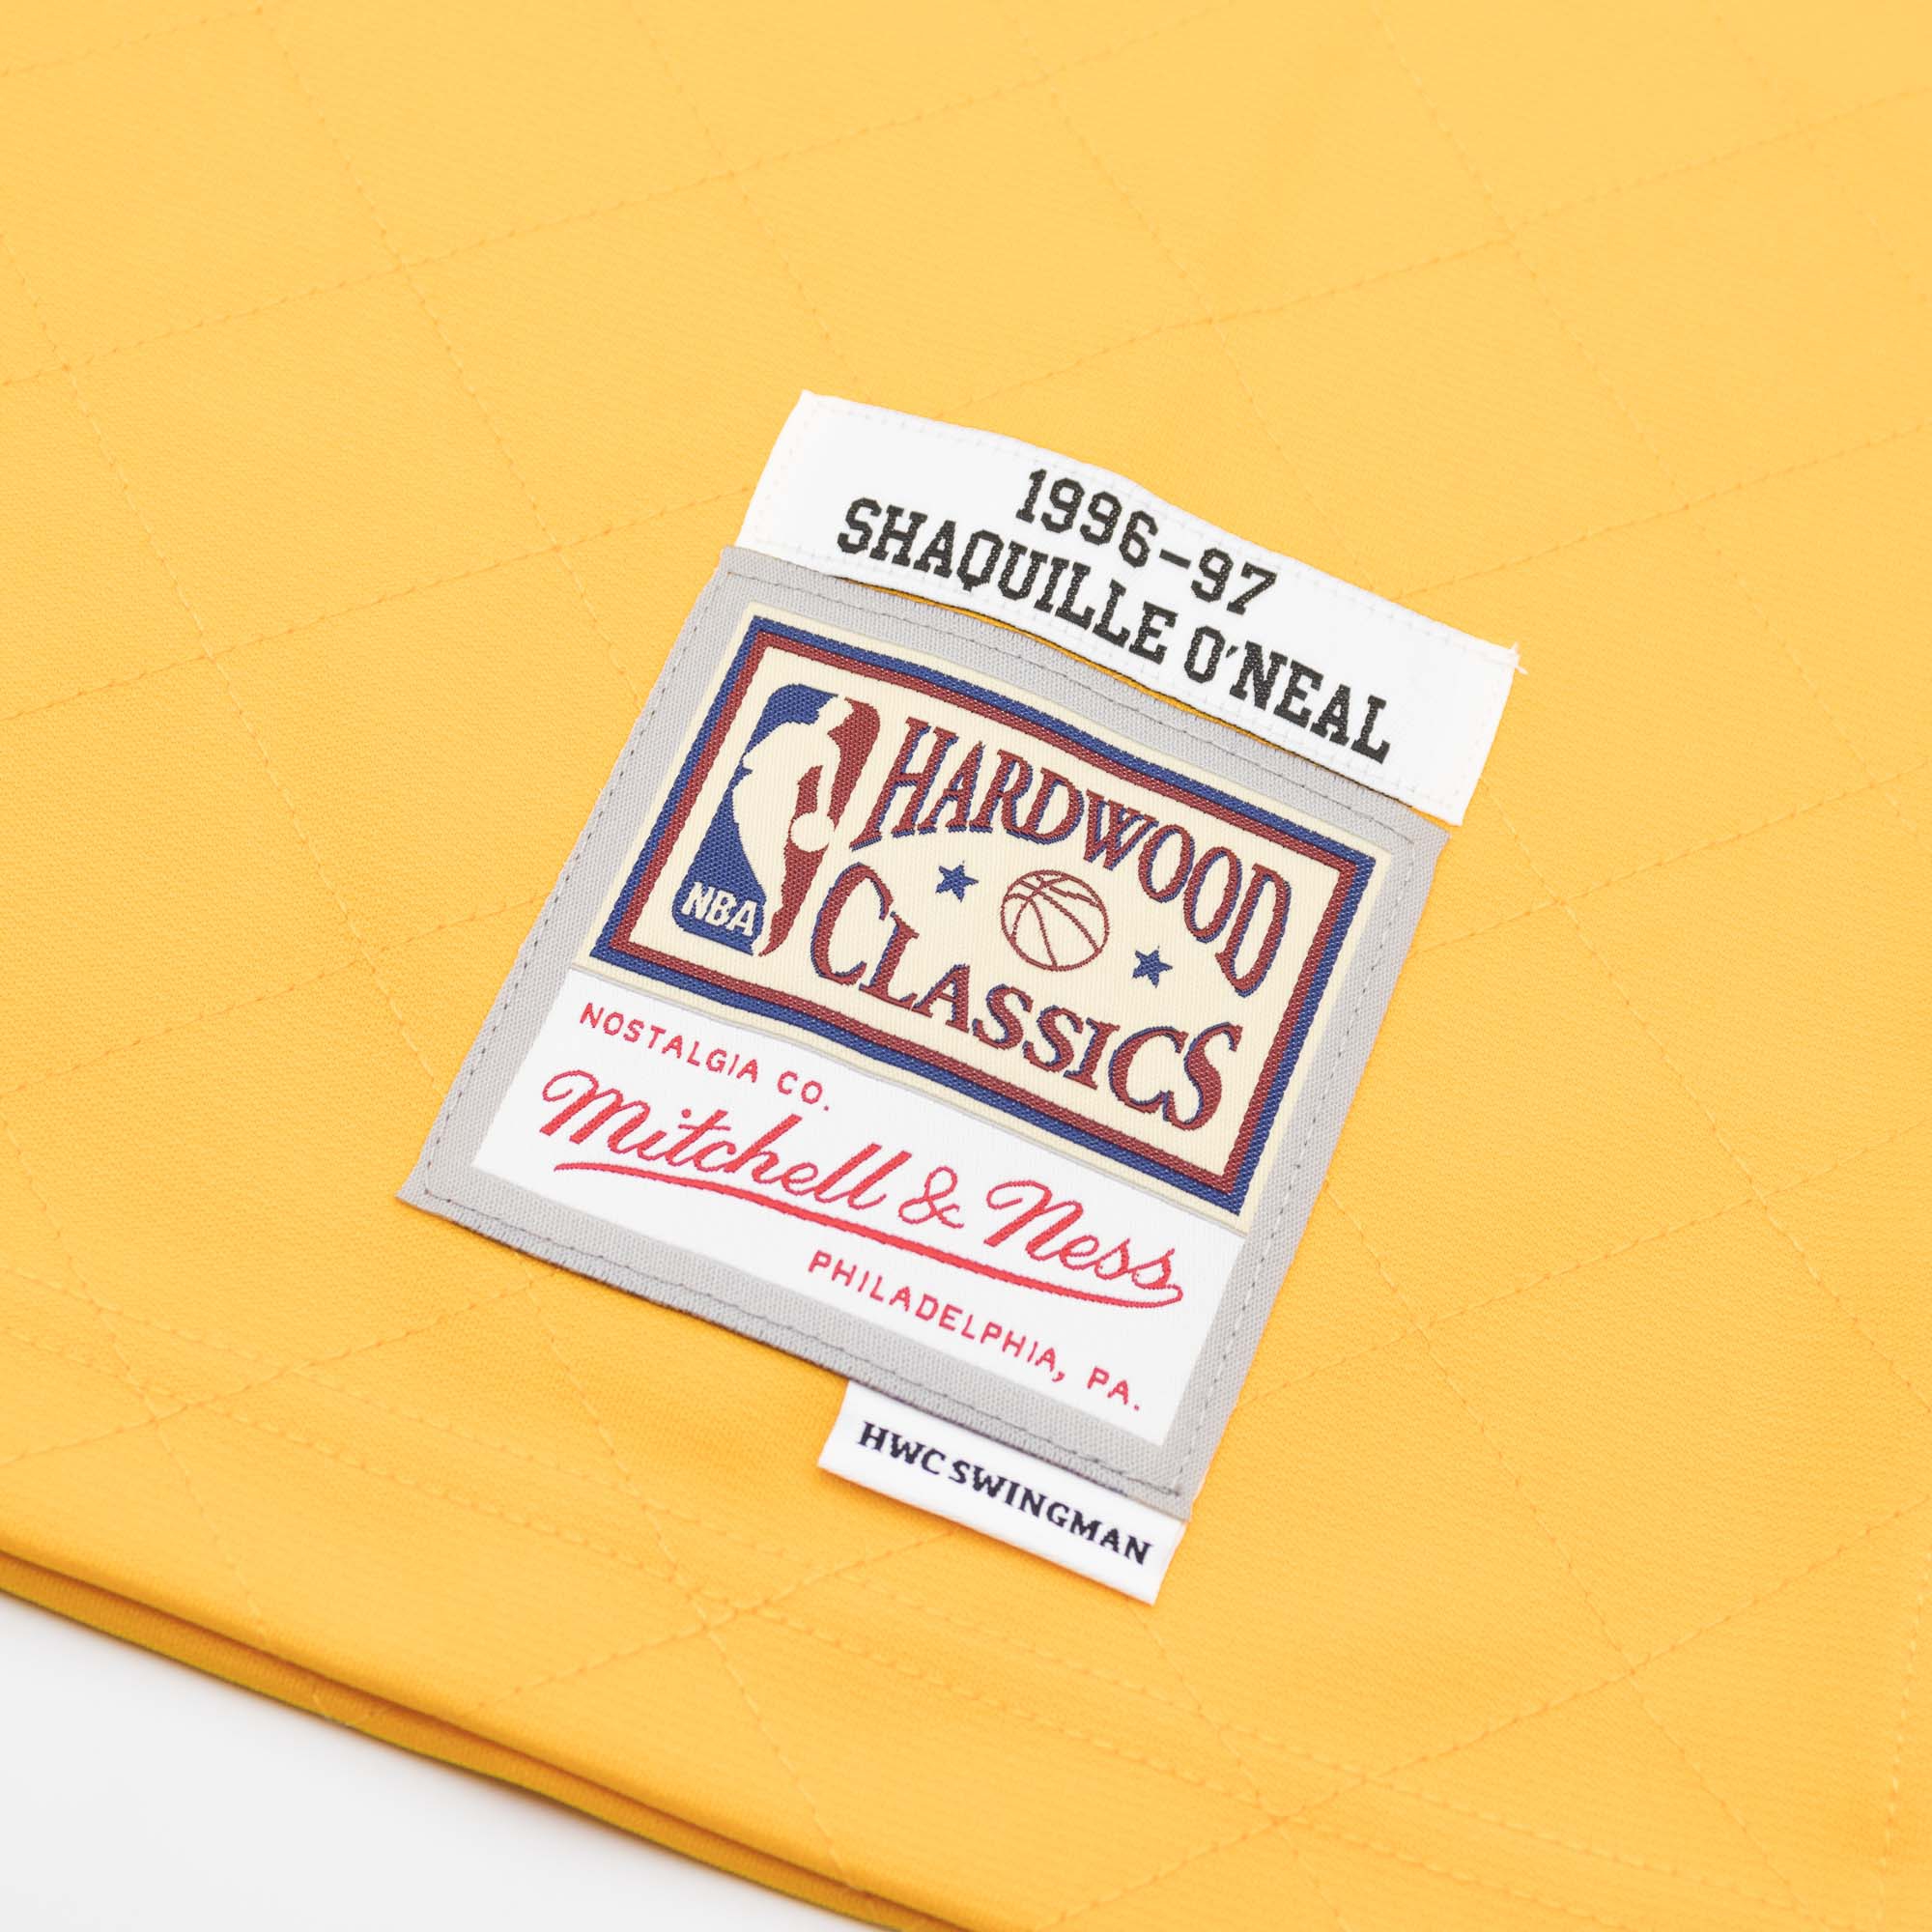 1996-97
SHAQUILLE O'NEAL
NBA
HARDWOOD
CLASSICS
NOSTALGIA CO.
Mitchell & Ness
PHILADELPHIA, PA.
HWC SWINGMAN